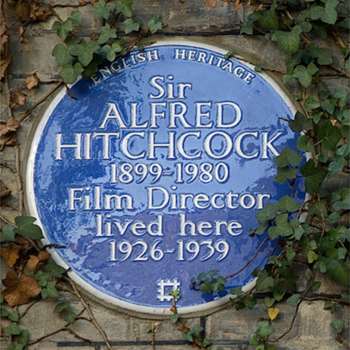 ENGLISH HERITAGE
Sir
ALFRED
HITCHCOCK
1899-1980
Film Director
lived here
1926-1939